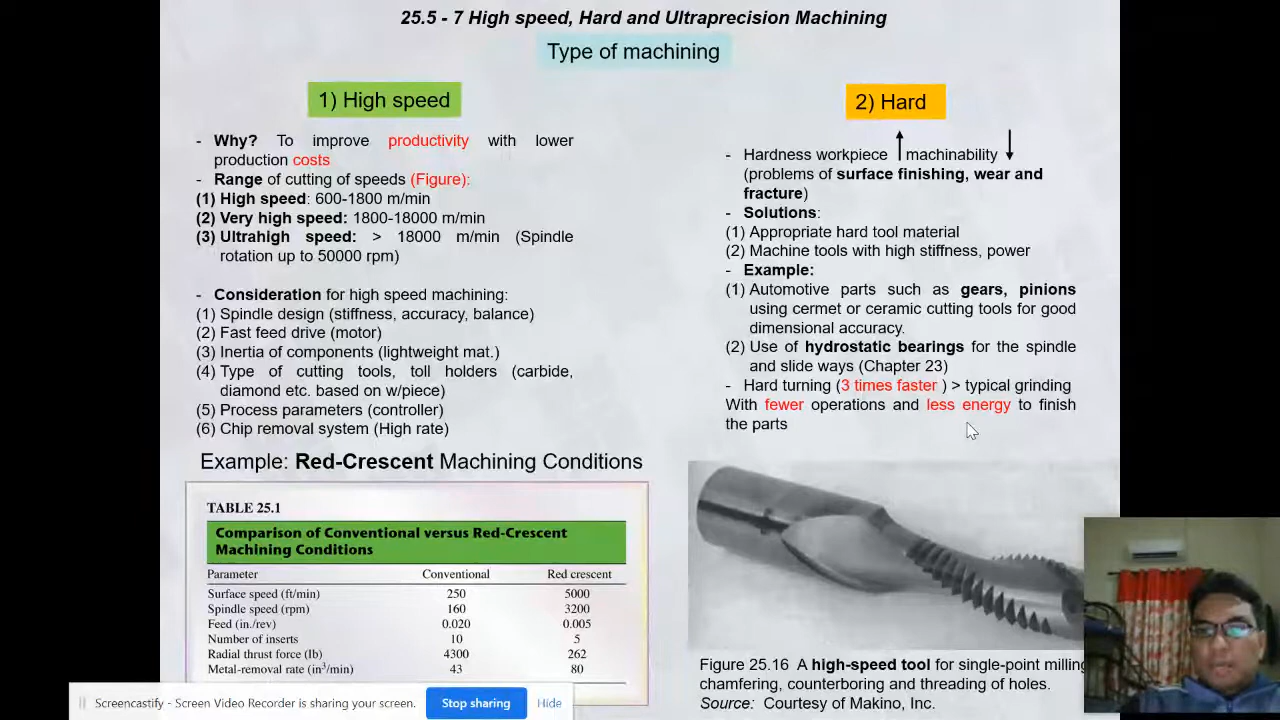 25.5 - 7 High speed, Hard and Ultraprecision Machining
Type of machining
1) High speed
- Why? To improve productivity with lower
production costs
- Range of cutting of speeds (Figure):
(1) High speed: 600-1800 m/min
(2) Very high speed: 1800-18000 m/min
(3) Ultrahigh speed: > 18000 m/min (Spindle
rotation up to 50000 rpm)
- Consideration for high speed machining:
(1) Spindle design (stiffness, accuracy, balance)
(2) Fast feed drive (motor)
(3) Inertia of components (lightweight mat.)
(4) Type of cutting tools, toll holders (carbide,
diamond etc. based on w/piece)
(5) Process parameters (controller)
(6) Chip removal system (High rate)
Example: Red-Crescent Machining Conditions
TABLE 25.1
Comparison of Conventional versus Red-Crescent
Machining Conditions
Parameter Conventional Red crescent
Surface speed (ft/min) 250 5000
Spindle speed (rpm) 160 3200
Feed (in./rev) 0.020 0.005
Number of inserts 10 5
Radial thrust force (lb) 4300 262
Metal-removal rate (in³/min) 43 80
2) Hard
- Hardness workpiece ↑ machinability ↓
(problems of surface finishing, wear and
fracture)
- Solutions:
(1) Appropriate hard tool material
(2) Machine tools with high stiffness, power
- Example:
(1) Automotive parts such as gears, pinions
using cermet or ceramic cutting tools for good
dimensional accuracy.
(2) Use of hydrostatic bearings for the spindle
and slide ways (Chapter 23)
- Hard turning (3 times faster ) > typical grinding
With fewer operations and less energy to finish
the parts
Figure 25.16 A high-speed tool for single-point milling
chamfering, counterboring and threading of holes.
Source: Courtesy of Makino, Inc.
Screencastify - Screen Video Recorder is sharing your screen. Stop sharing Hide